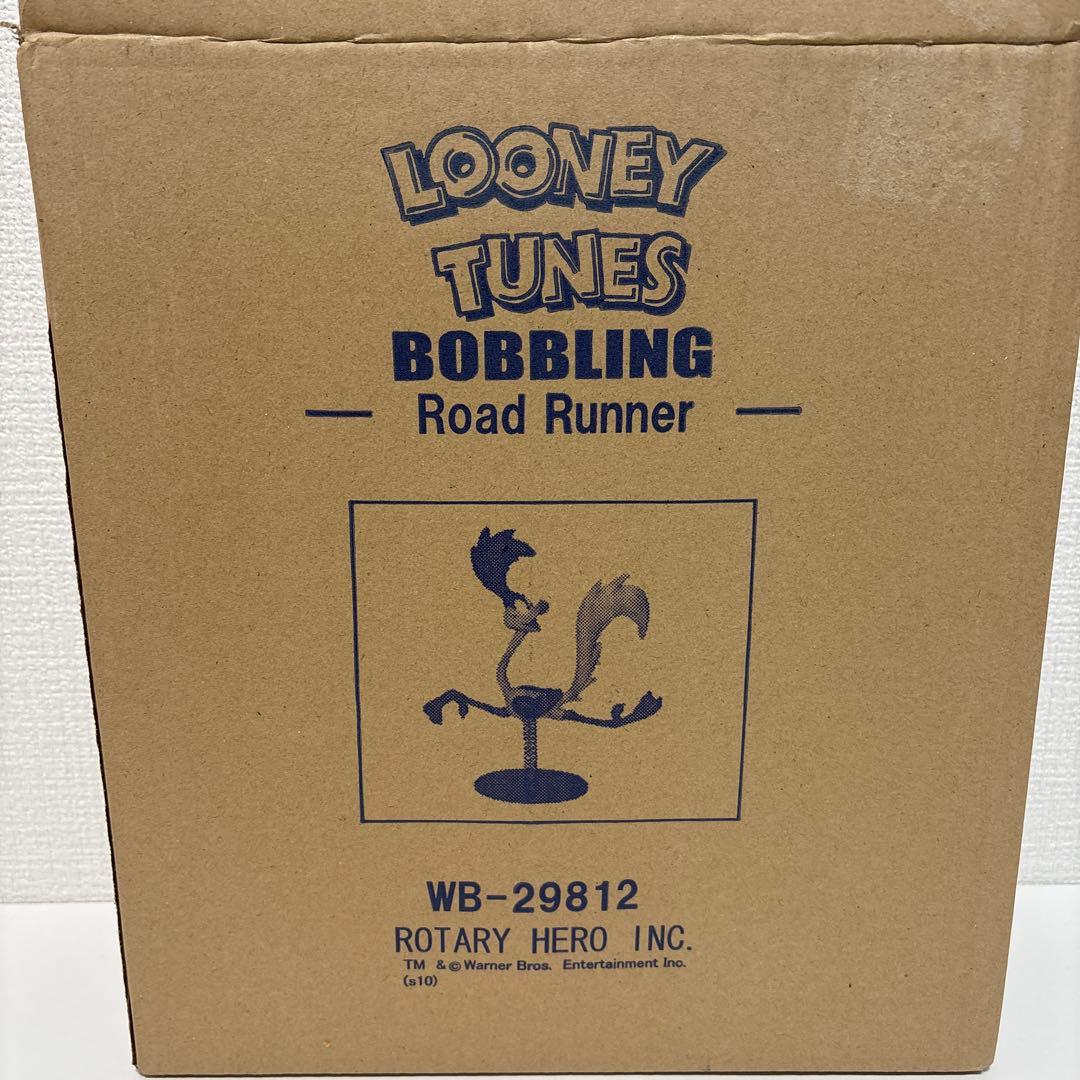 LOONEY
TUNES
BOBBLING
— Road Runner —
WB-29812
ROTARY HERO INC.
TM & © Warner Bros. Entertainment Inc.
(s10)